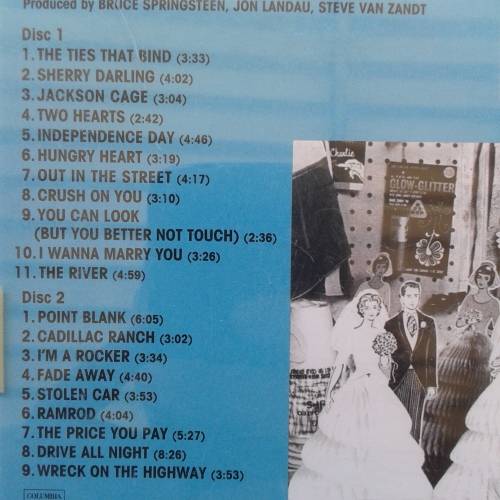 Produced by BRUCE SPRINGSTEEN, JON LANDAU, STEVE VAN ZANDT
Disc 1
1. THE TIES THAT BIND (3:33)
2. SHERRY DARLING (4:02)
3. JACKSON CAGE (3:04)
4. TWO HEARTS (2:42)
5. INDEPENDENCE DAY (4:46)
6. HUNGRY HEART (3:19)
7. OUT IN THE STREET (4:17)
8. CRUSH ON YOU (3:10)
9. YOU CAN LOOK
(BUT YOU BETTER NOT TOUCH) (2:36)
10. I WANNA MARRY YOU (3:26)
11. THE RIVER (4:59)
Disc 2
1. POINT BLANK (6:05)
2. CADILLAC RANCH (3:02)
3. I'M A ROCKER (3:34)
4. FADE AWAY (4:40)
5. STOLEN CAR (3:53)
6. RAMROD (4:04)
7. THE PRICE YOU PAY (5:27)
8. DRIVE ALL NIGHT (8:26)
9. WRECK ON THE HIGHWAY (3:53)
COLUMBIA
Charlie
GLOW-GLITTER